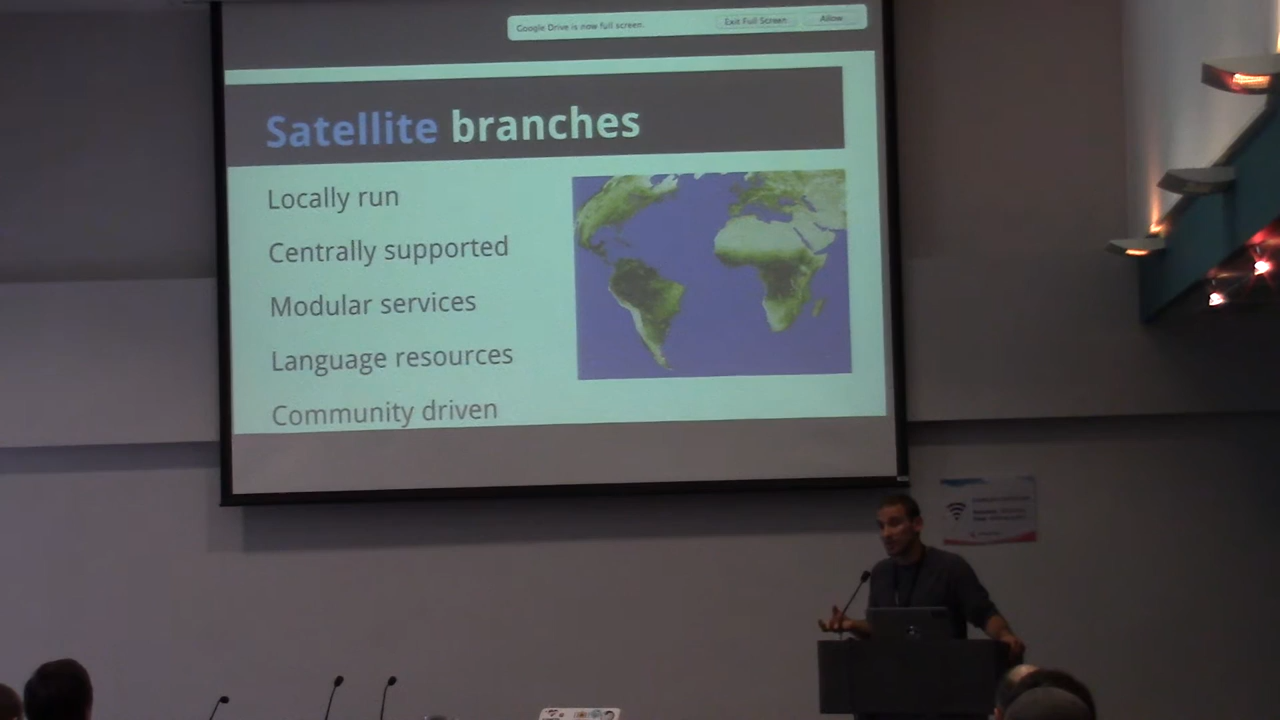 Google Drive is now full screen.
Exit Full Screen
Allow
Satellite branches
Locally run
Centrally supported
Modular services
Language resources
Community driven